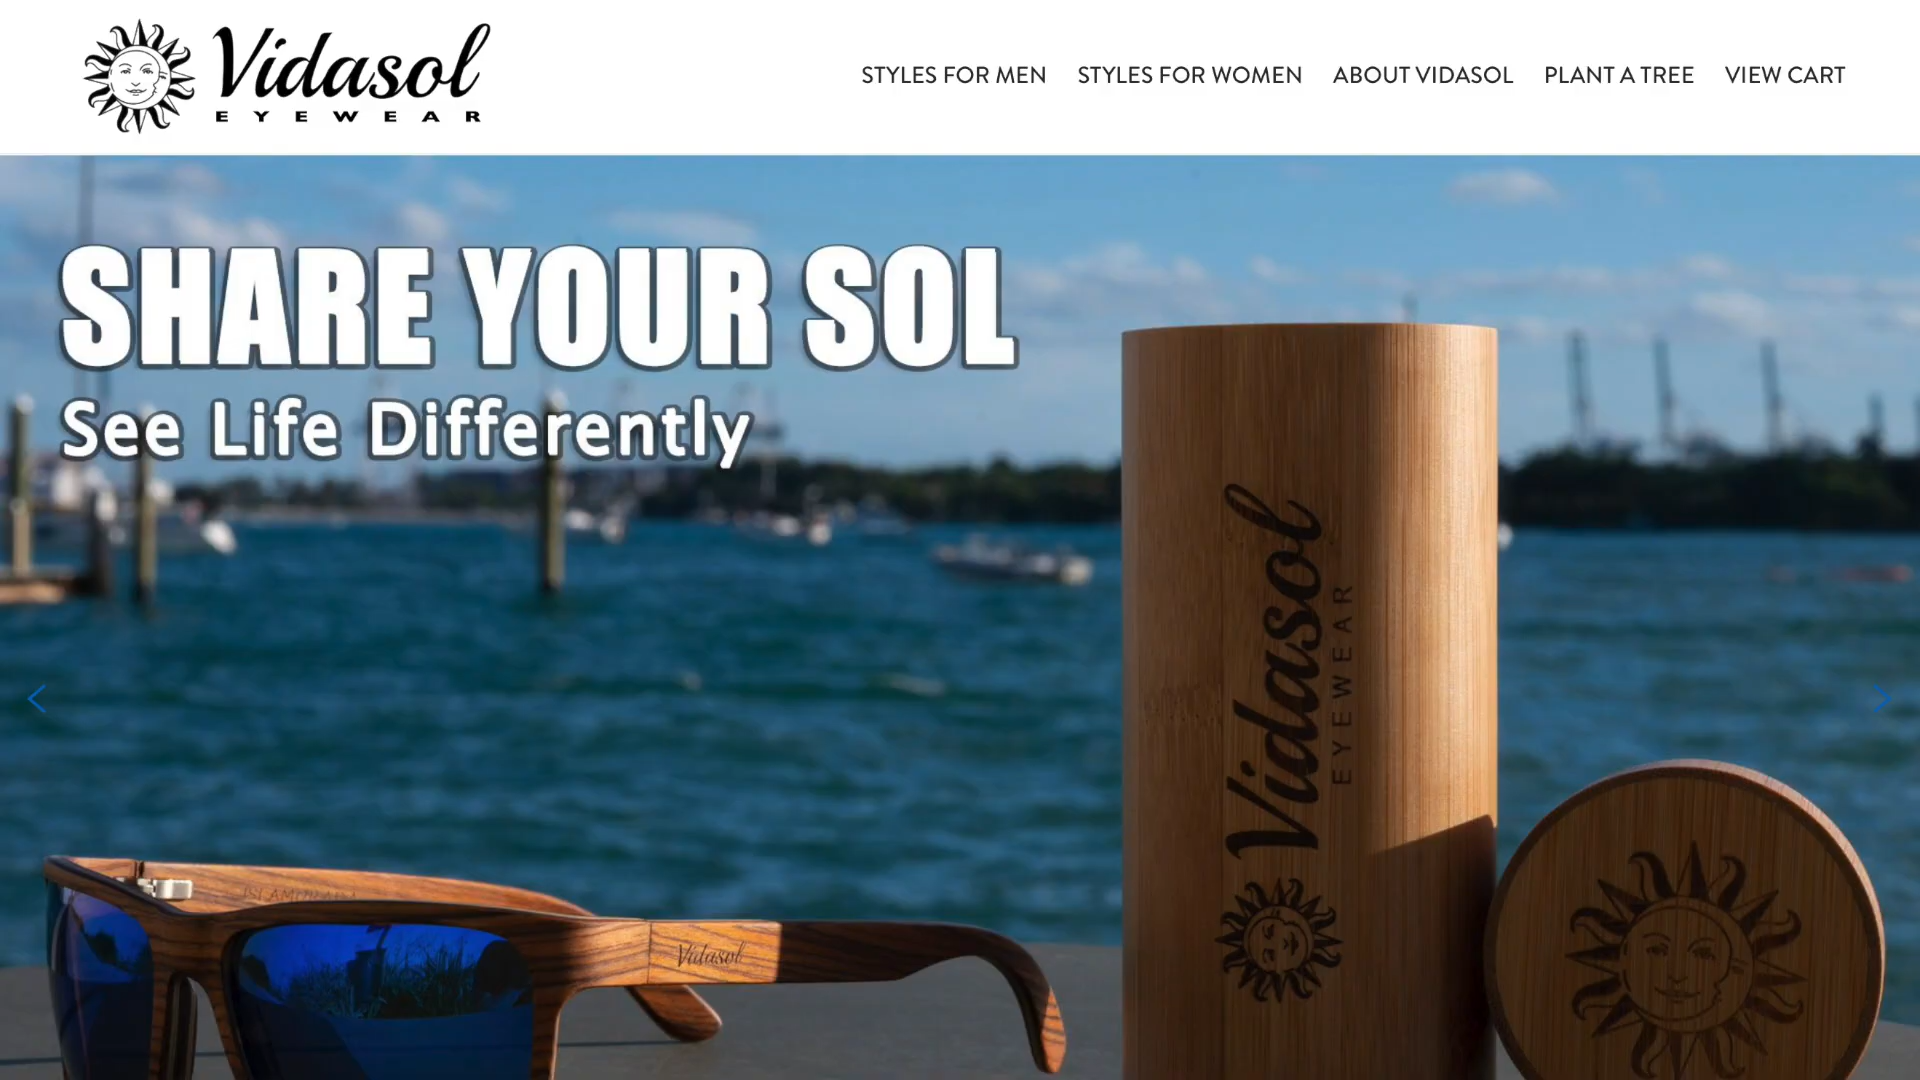 Vidasol
EYEWEAR
STYLES FOR MEN
STYLES FOR WOMEN
ABOUT VIDASOL
PLANT A TREE
VIEW CART
SHARE YOUR SOL
See Life Differently
Vidasol
EYEWEAR
ISLAMORADA
Vidasol